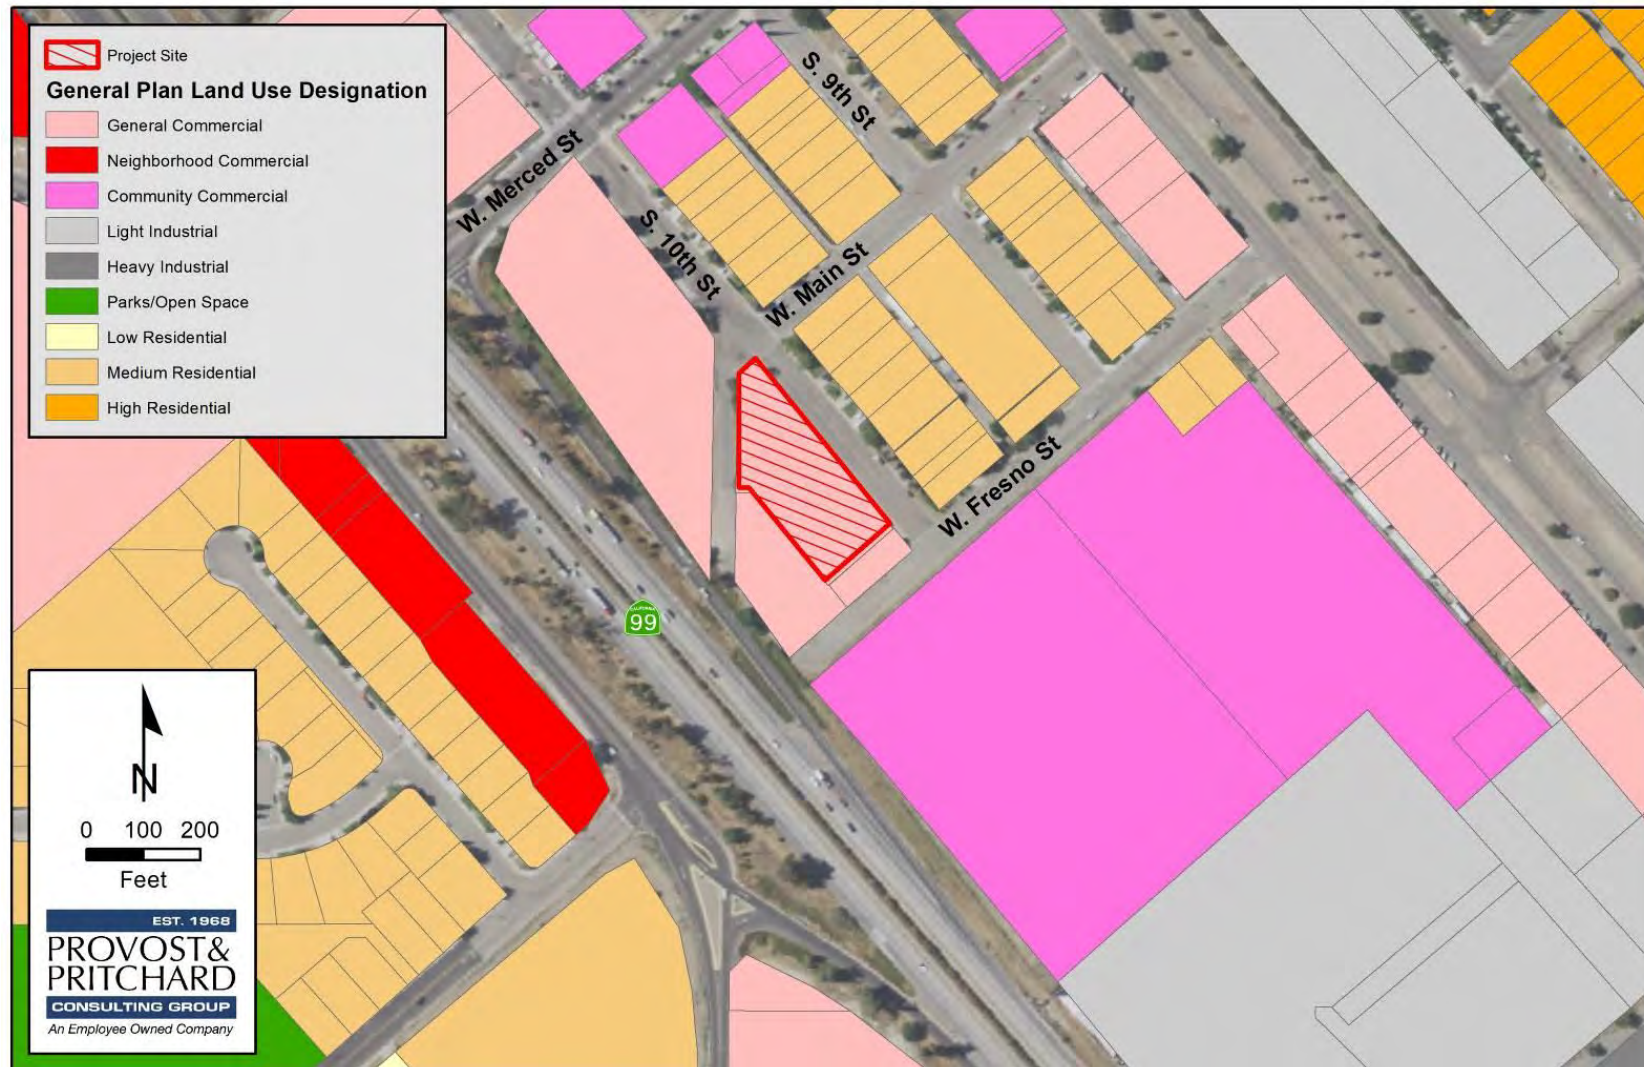 Project Site
General Plan Land Use Designation
General Commercial
Neighborhood Commercial
Community Commercial
Light Industrial
Heavy Industrial
Parks/Open Space
Low Residential
Medium Residential
High Residential
S. 9th St
W. Merced St
S. 10th St
W. Main St
W. Fresno St
CALIFORNIA
99
N
0 100 200
Feet
EST. 1968
PROVOST&
PRITCHARD
CONSULTING GROUP
An Employee Owned Company